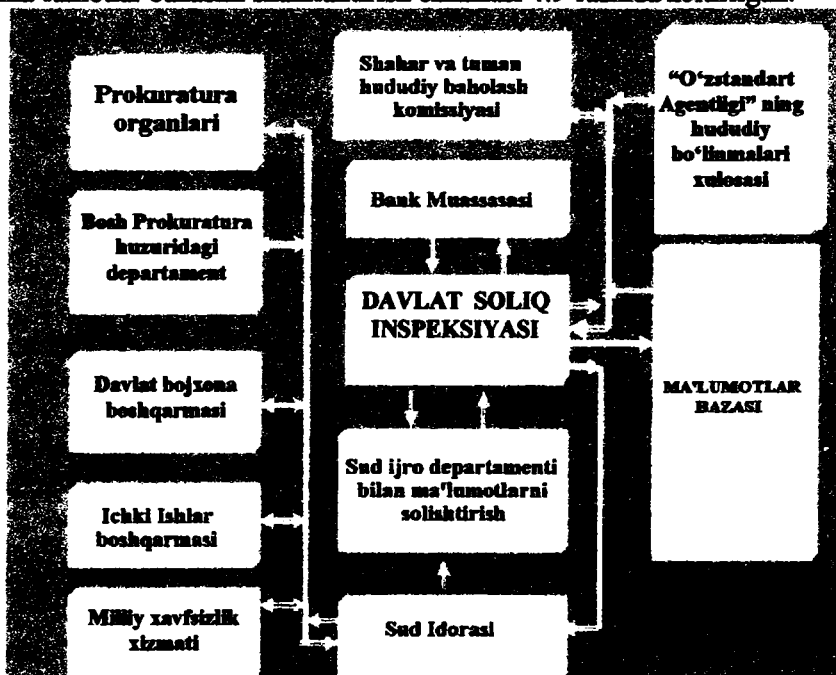 Prokuratura
organlari
Bosh Prokuratura
huzuridagi
departament
Davlat bojxona
boshqarmasi
Ichki Ishlar
boshqarmasi
Milliy xavfsizlik
xizmati
Shahar va tuman
hududiy baholash
komissiyasi
Bank Muassasasi
DAVLAT SOLIQ
INSPEKSIYASI
Sud ijro departamenti
bilan ma'lumotlarni
solishtirish
Sud Idorasi
“O‘zstandart
Agentligi” ning
hududiy
bo‘linmalari
xulosasi
MA'LUMOTLAR
BAZASI